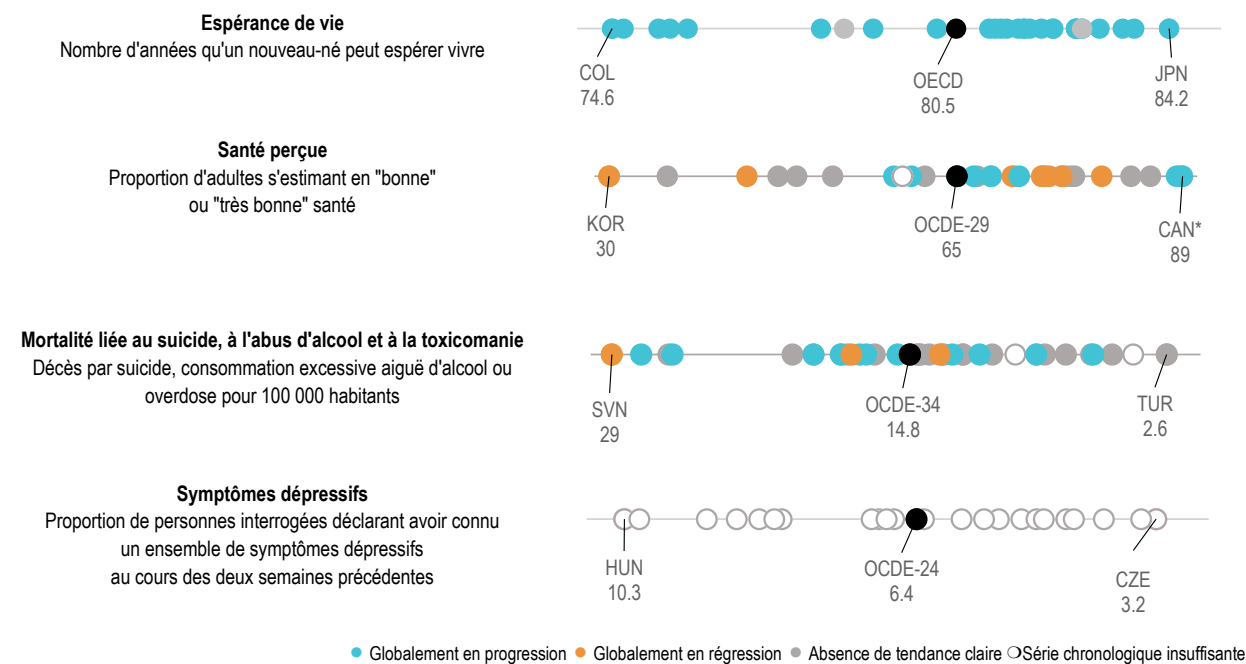 Espérance de vie
Nombre d'années qu'un nouveau-né peut espérer vivre
COL
74.6
OECD
80.5
JPN
84.2
Santé perçue
Proportion d'adultes s'estimant en "bonne"
ou "très bonne" santé
KOR
30
OCDE-29
65
CAN*
89
Mortalité liée au suicide, à l'abus d'alcool et à la toxicomanie
Décès par suicide, consommation excessive aiguë d'alcool ou
overdose pour 100 000 habitants
SVN
29
OCDE-34
14.8
TUR
2.6
Symptômes dépressifs
Proportion de personnes interrogées déclarant avoir connu
un ensemble de symptômes dépressifs
au cours des deux semaines précédentes
HUN
10.3
OCDE-24
6.4
CZE
3.2
Globalement en progression Globalement en régression Absence de tendance claire Série chronologique insuffisante